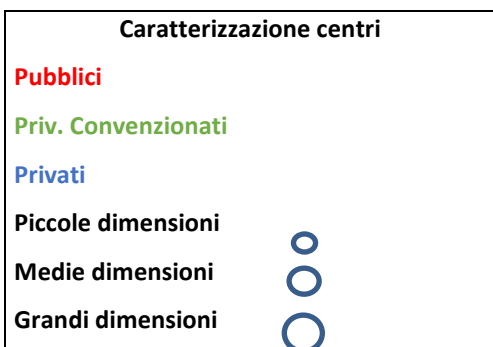 Caratterizzazione centri
Pubblici
Priv. Convenzionati
Privati
Piccole dimensioni
Medie dimensioni
Grandi dimensioni